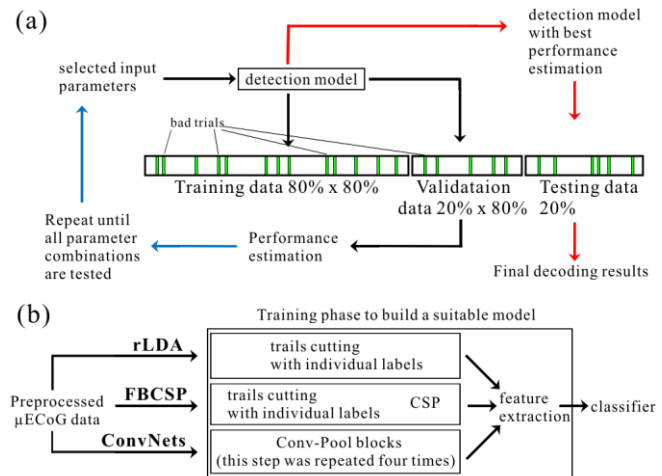 (a)
selected input
parameters
detection model
detection model
with best
performance
estimation
bad trials
Training data 80% x 80%
Validataion
data 20% x 80%
Testing data
20%
Repeat until
all parameter
combinations
are tested
Performance
estimation
Final decoding results
(b)
Training phase to build a suitable model
Preprocessed
μECoG data
rLDA
FBCSP
ConvNets
trails cutting
with individual labels
trails cutting
with individual labels
CSP
Conv-Pool blocks
(this step was repeated four times)
feature
extraction
classifier